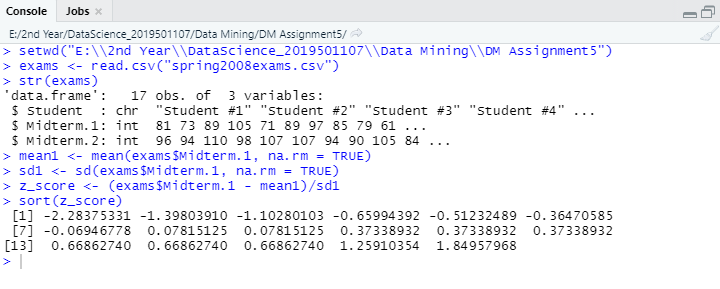 Console Jobs ×
E:/2nd Year/DataScience_2019501107/Data Mining/DM Assignment5/
> setwd("E:\\2nd Year\\DataScience_2019501107\\Data Mining\\DM Assignment5")
> exams <- read.csv("spring2008exams.csv")
> str(exams)
'data.frame':   17 obs. of  3 variables:
 $ Student  : chr  "Student #1" "Student #2" "Student #3" "Student #4" ...
 $ Midterm.1: int  81 73 89 105 71 89 97 85 79 61 ...
 $ Midterm.2: int  96 94 110 98 107 107 94 90 105 84 ...
> mean1 <- mean(exams$Midterm.1, na.rm = TRUE)
> sd1 <- sd(exams$Midterm.1, na.rm = TRUE)
> z_score <- (exams$Midterm.1 - mean1)/sd1
> sort(z_score)
 [1] -2.28375331 -1.39803910 -1.10280103 -0.65994392 -0.51232489 -0.36470585
 [7] -0.06946778  0.07815125  0.07815125  0.37338932  0.37338932  0.37338932
[13]  0.66862740  0.66862740  0.66862740  1.25910354  1.84957968
>